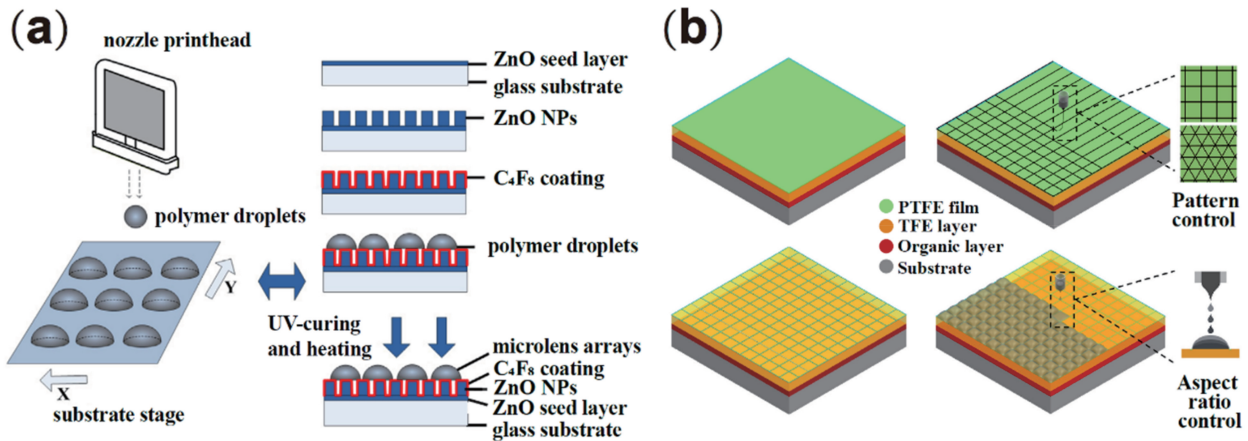 (a)
nozzle printhead
polymer droplets
Y
X
substrate stage
ZnO seed layer
glass substrate
ZnO NPs
C₄F₈ coating
polymer droplets
UV-curing
and heating
microlens arrays
C₄F₈ coating
ZnO NPs
ZnO seed layer
glass substrate
(b)
PTFE film
TFE layer
Organic layer
Substrate
Pattern
control
Aspect
ratio
control